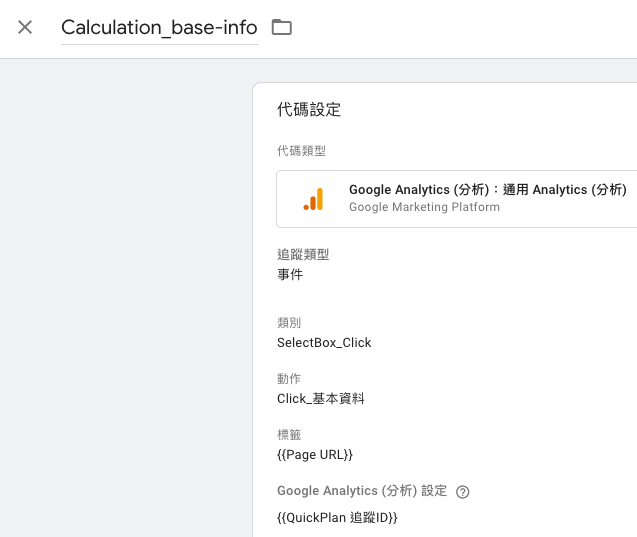 Calculation_base-info
代碼設定
代碼類型
Google Analytics (分析)：通用 Analytics (分析)
Google Marketing Platform
追蹤類型
事件
類別
SelectBox_Click
動作
Click_基本資料
標籤
{{Page URL}}
Google Analytics (分析) 設定
{{QuickPlan 追蹤ID}}